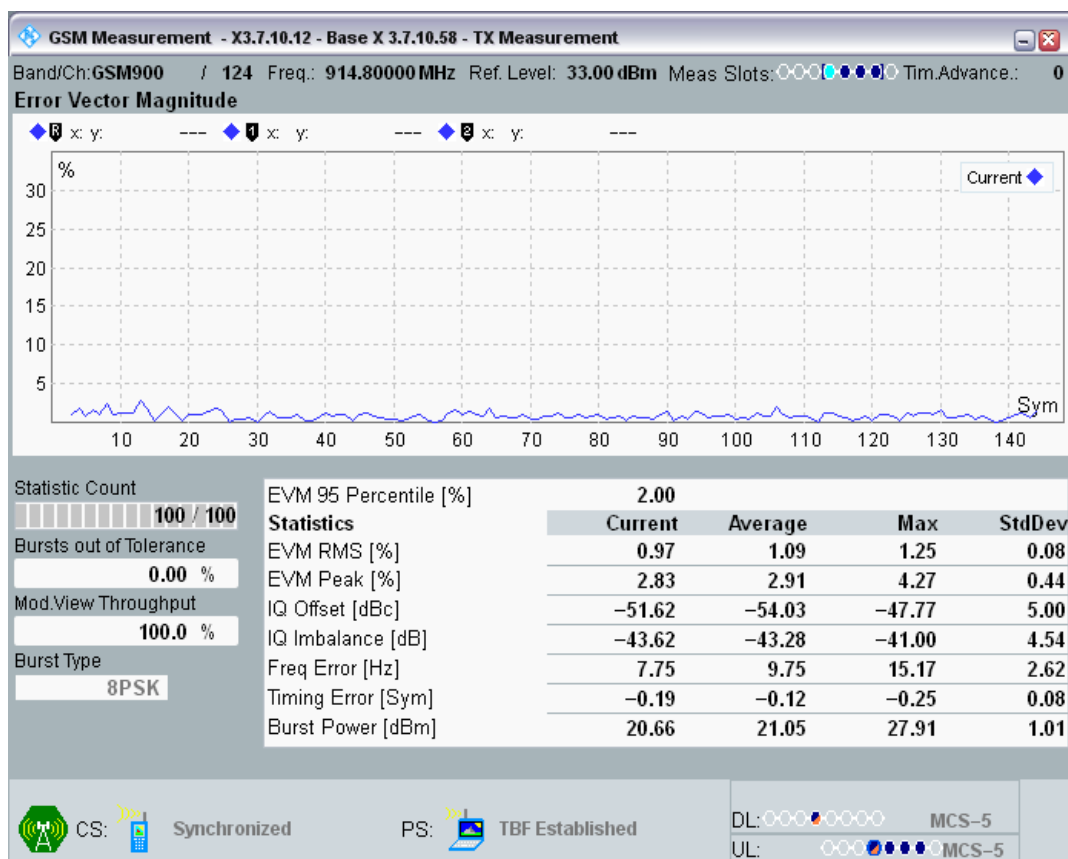 GSM Measurement - X3.7.10.12 - Base X 3.7.10.58 - TX Measurement
Band/Ch:GSM900 / 124 Freq.: 914.80000 MHz Ref. Level: 33.00 dBm Meas Slots: Tim.Advance.: 0
Error Vector Magnitude
R x: y: --- 1 x: y: --- 2 x: y: ---
%
Current
30
25
20
15
10
5
Sym
10 20 30 40 50 60 70 80 90 100 110 120 130 140
Statistic Count
100 / 100
Bursts out of Tolerance
0.00 %
Mod.View Throughput
100.0 %
Burst Type
8PSK
EVM 95 Percentile [%] 2.00
Statistics Current Average Max StdDev
EVM RMS [%] 0.97 1.09 1.25 0.08
EVM Peak [%] 2.83 2.91 4.27 0.44
IQ Offset [dBc] −51.62 −54.03 −47.77 5.00
IQ Imbalance [dB] −43.62 −43.28 −41.00 4.54
Freq Error [Hz] 7.75 9.75 15.17 2.62
Timing Error [Sym] −0.19 −0.12 −0.25 0.08
Burst Power [dBm] 20.66 21.05 27.91 1.01
CS: Synchronized PS: TBF Established
DL: MCS−5
UL: MCS−5